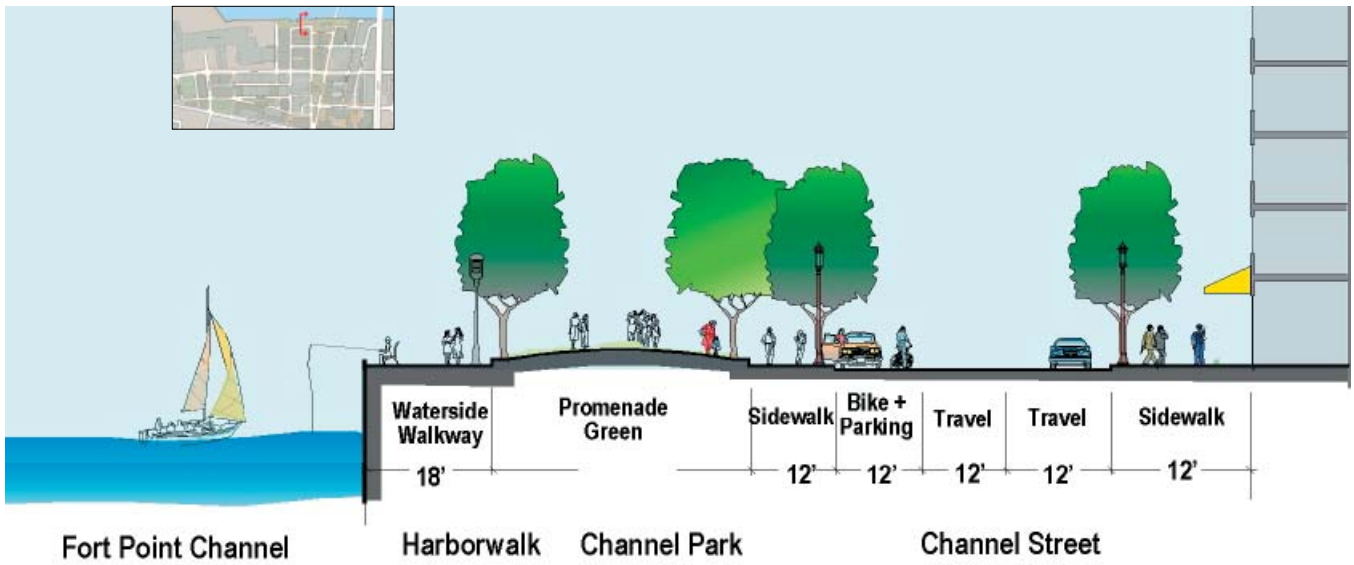 Waterside
Walkway
Promenade
Green
Sidewalk
Bike +
Parking
Travel
Travel
Sidewalk
18'
12'
12'
12'
12'
12'
Fort Point Channel
Harborwalk
Channel Park
Channel Street